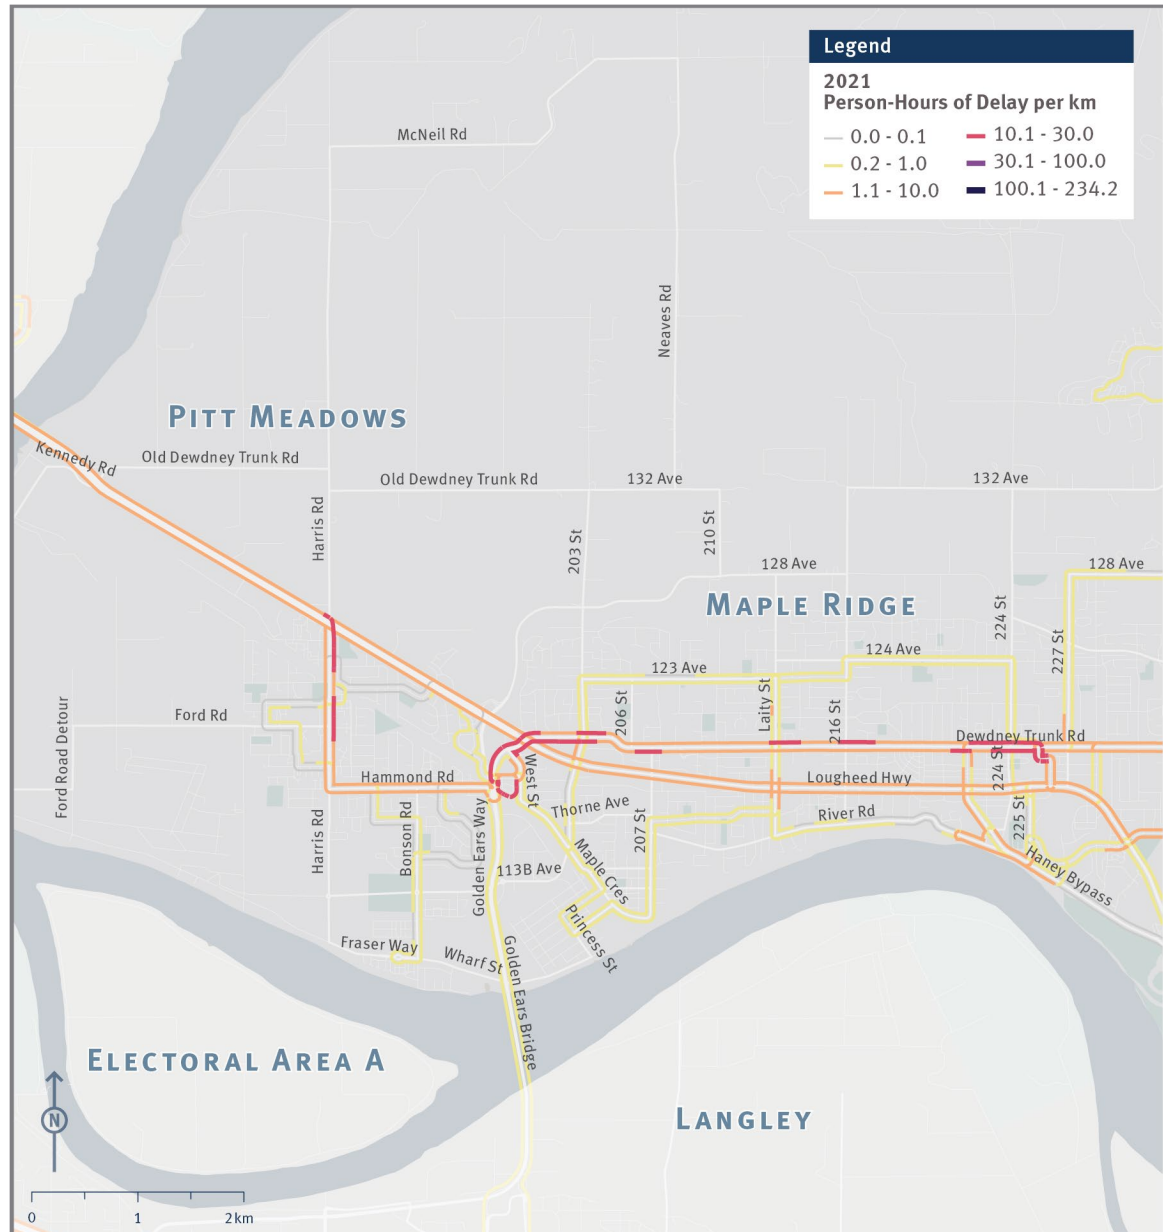 Legend
2021
Person-Hours of Delay per km
0.0 - 0.1
10.1 - 30.0
0.2 - 1.0
30.1 - 100.0
1.1 - 10.0
100.1 - 234.2
McNeil Rd
Neaves Rd
PITT MEADOWS
Kennedy Rd
Old Dewdney Trunk Rd
Old Dewdney Trunk Rd
132 Ave
132 Ave
Harris Rd
203 St
210 St
128 Ave
128 Ave
MAPLE RIDGE
224 St
227 St
124 Ave
123 Ave
206 St
Laity St
216 St
Ford Road Detour
Ford Rd
Dewdney Trunk Rd
Hammond Rd
West St
Lougheed Hwy
224 St
Harris Rd
Bonson Rd
Golden Ears Way
Thorne Ave
207 St
River Rd
225 St
113B Ave
Maple Cres
Haney Bypass
Princess St
Fraser Way
Wharf St
Golden Ears Bridge
ELECTORAL AREA A
LANGLEY
N
0 1 2km